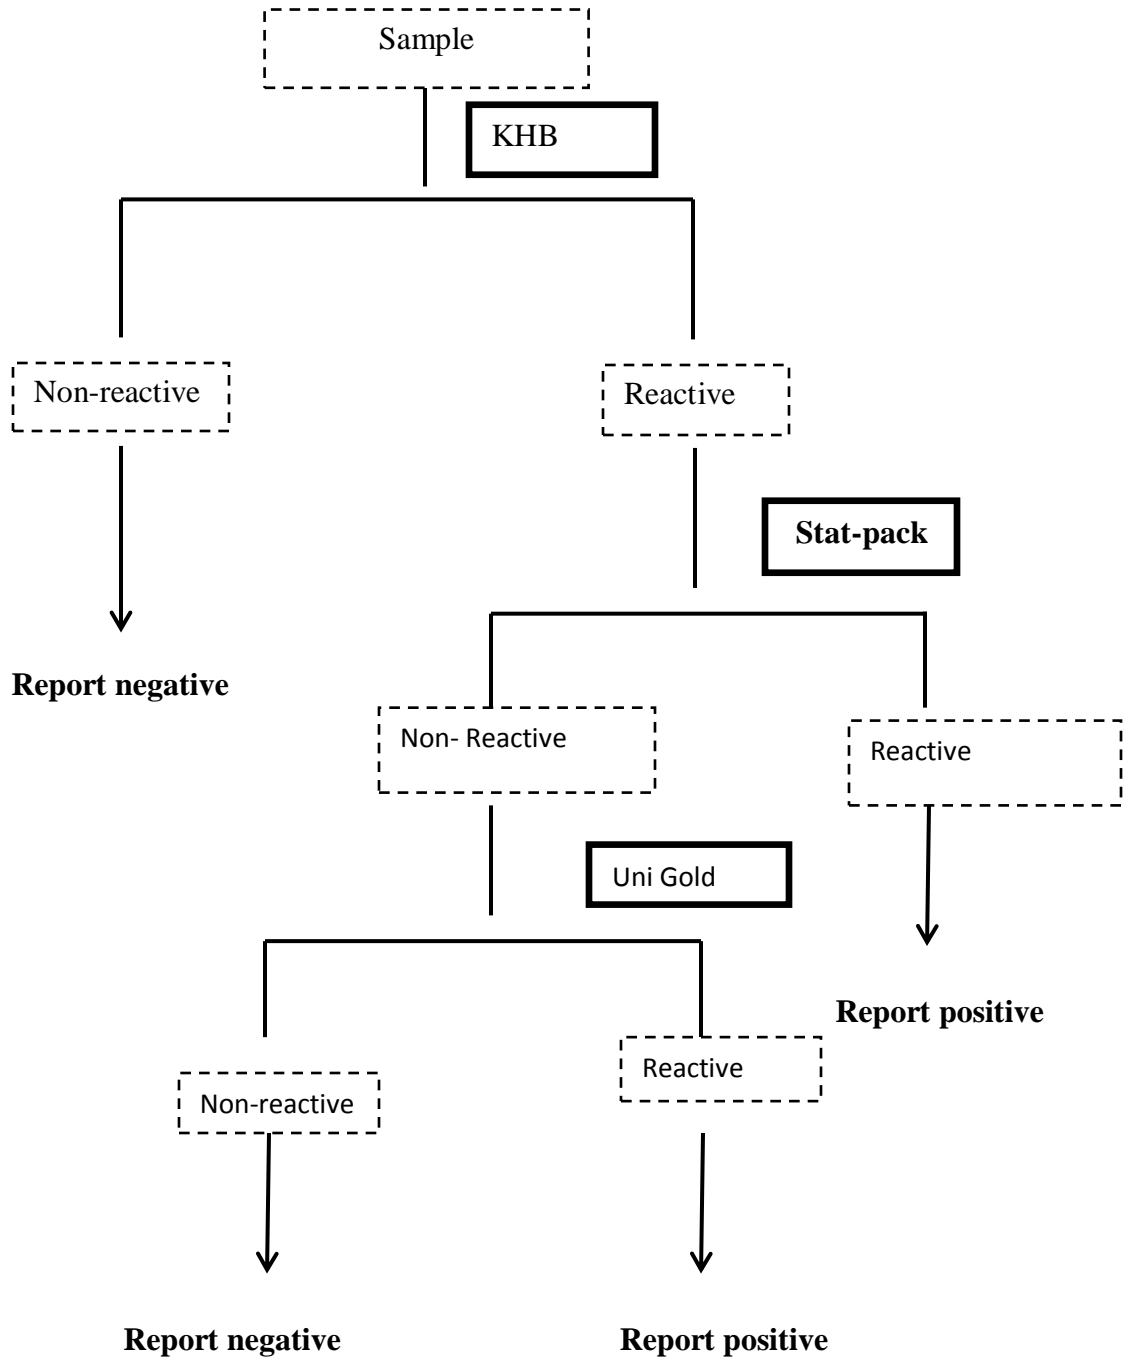 Sample
KHB
Non-reactive
Reactive
Stat-pack
Report negative
Non- Reactive
Reactive
Uni Gold
Report positive
Non-reactive
Reactive
Report negative
Report positive